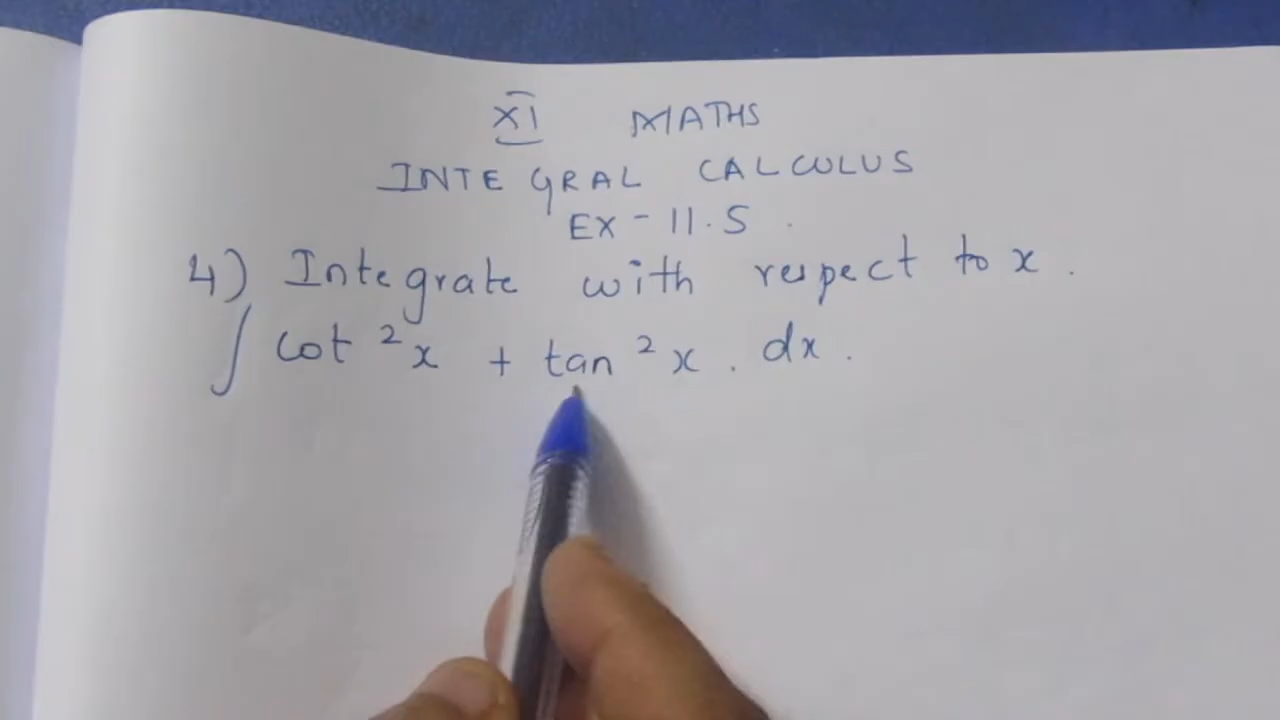 XI MATHS
INTEGRAL CALCULUS
EX - 11.5
4) Integrate with respect to x.
∫ cot ²x + tan ²x . dx.